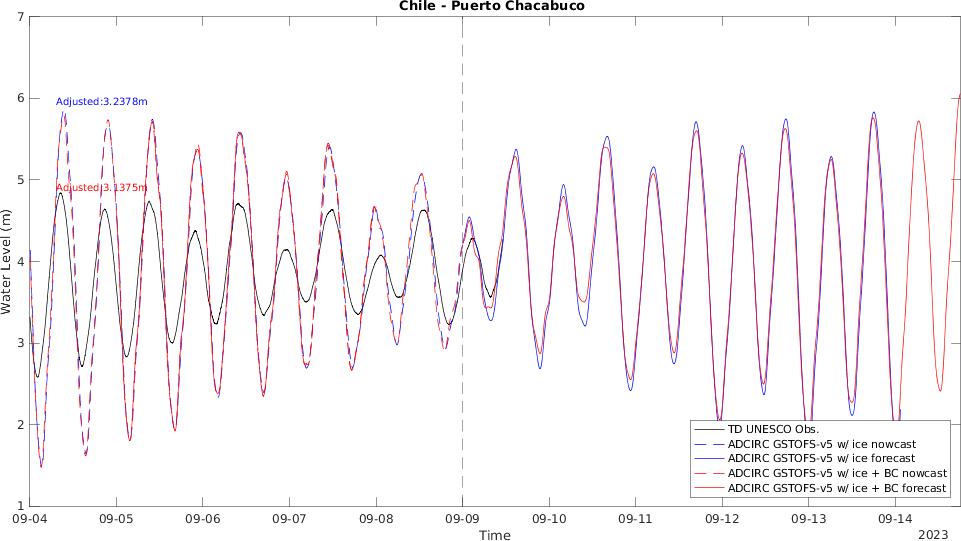 Chile - Puerto Chacabuco
7
6
5
4
3
2
1
Water Level (m)
Adjusted:3.2378m
Adjusted:3.1375m
TD UNESCO Obs.
ADCIRC GSTOFS-v5 w/ ice nowcast
ADCIRC GSTOFS-v5 w/ ice forecast
ADCIRC GSTOFS-v5 w/ ice + BC nowcast
ADCIRC GSTOFS-v5 w/ ice + BC forecast
09-04 09-05 09-06 09-07 09-08 09-09 09-10 09-11 09-12 09-13 09-14
Time
2023